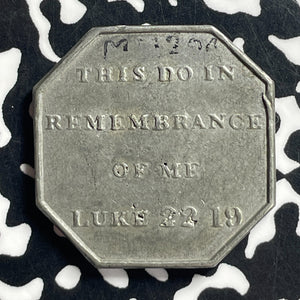 THIS DO IN
REMEMBRANCE
OF ME
LUKE 22 19